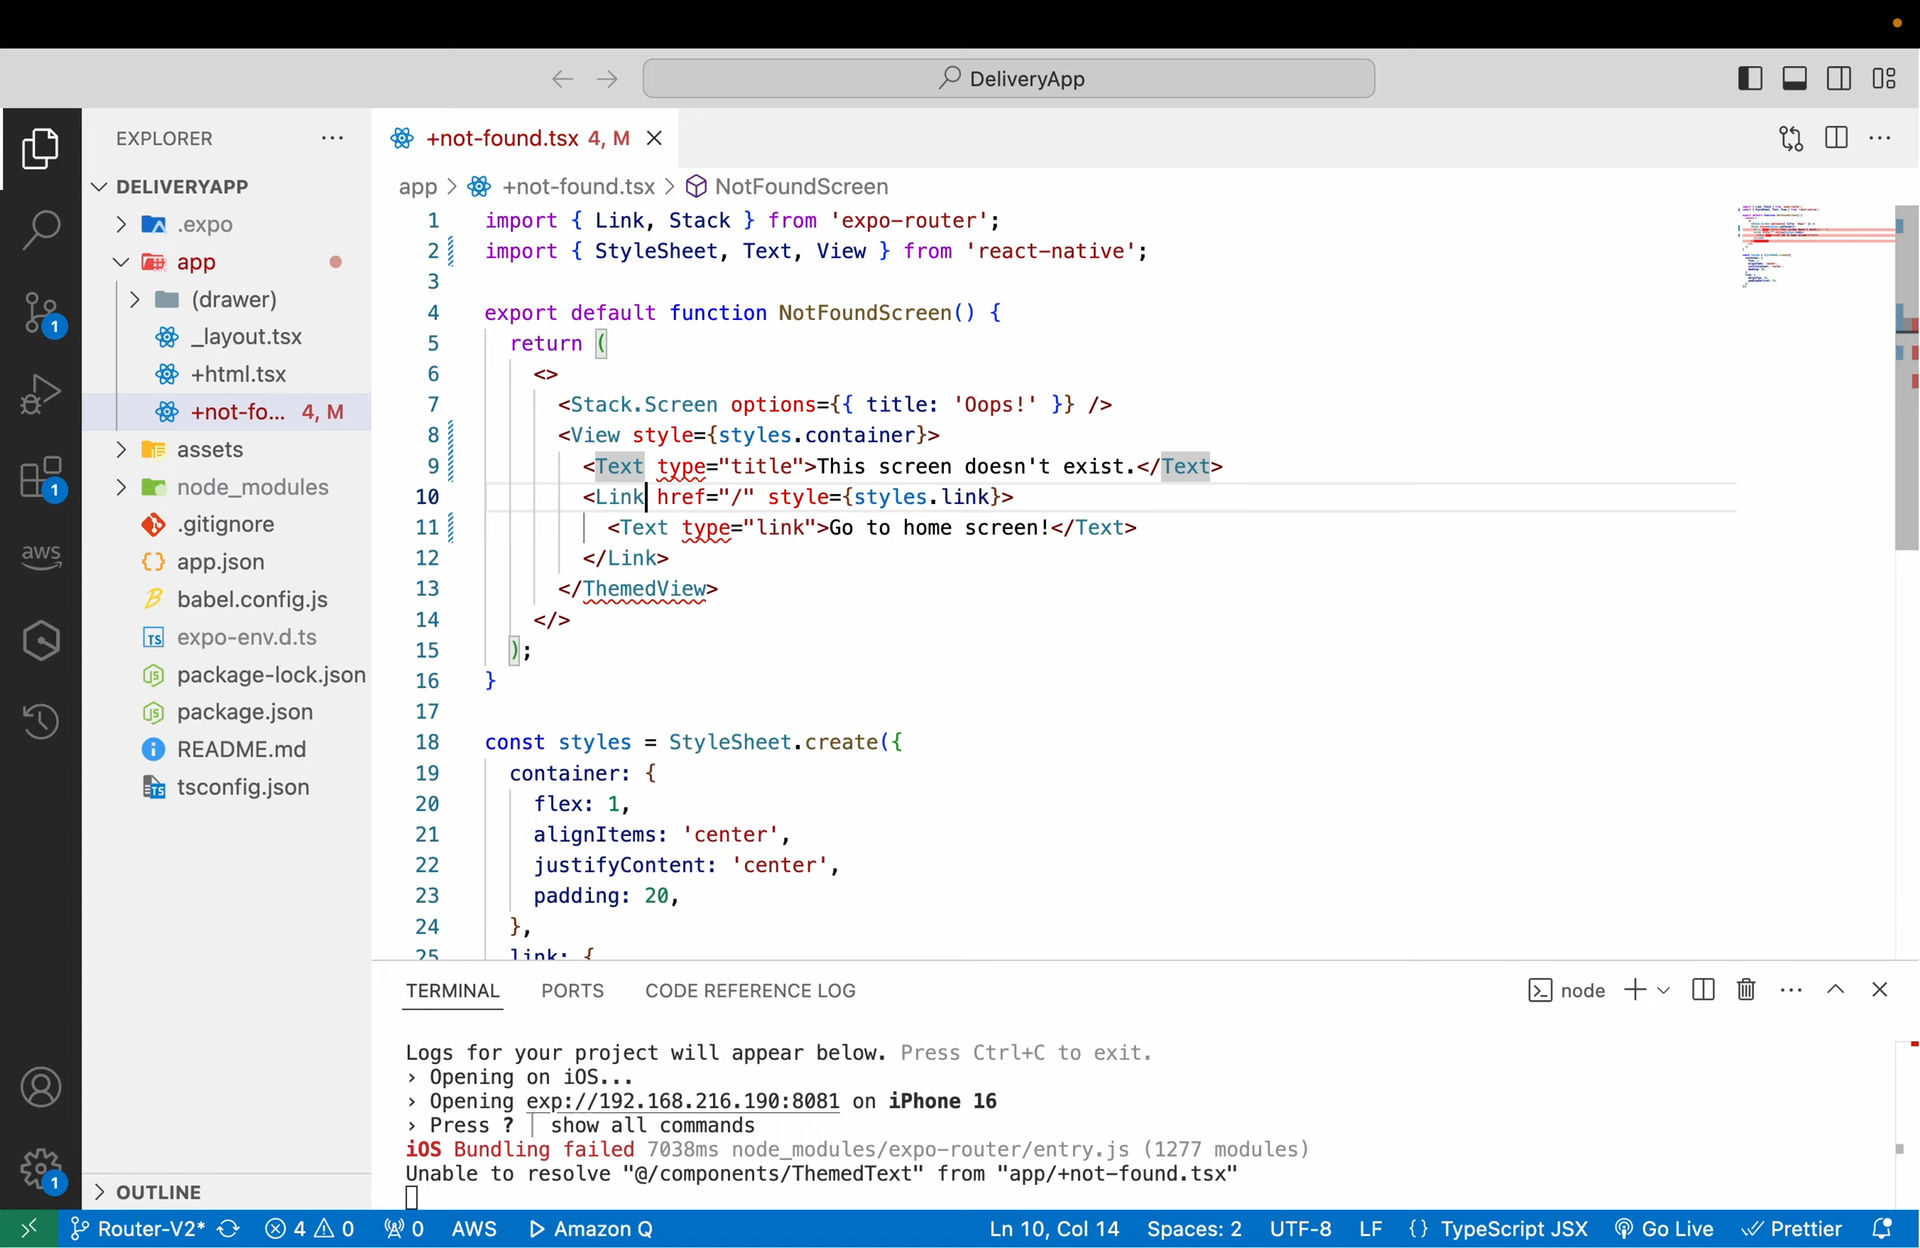 DeliveryApp
EXPLORER
+not-found.tsx 4, M
DELIVERYAPP
app > +not-found.tsx > NotFoundScreen
.expo
app
(drawer)
_layout.tsx
+html.tsx
+not-fo... 4, M
assets
node_modules
.gitignore
app.json
babel.config.js
expo-env.d.ts
package-lock.json
package.json
README.md
tsconfig.json
OUTLINE
1
1
aws
1
1 import { Link, Stack } from 'expo-router';
2 import { StyleSheet, Text, View } from 'react-native';
3
4 export default function NotFoundScreen() {
5 return (
6 <>
7 <Stack.Screen options={{ title: 'Oops!' }} />
8 <View style={styles.container}>
9 <Text type="title">This screen doesn't exist.</Text>
10 <Link href="/" style={styles.link}>
11 <Text type="link">Go to home screen!</Text>
12 </Link>
13 </ThemedView>
14 </>
15 );
16 }
17
18 const styles = StyleSheet.create({
19 container: {
20 flex: 1,
21 alignItems: 'center',
22 justifyContent: 'center',
23 padding: 20,
24 },
25 link: {
TERMINAL PORTS CODE REFERENCE LOG node
Logs for your project will appear below. Press Ctrl+C to exit.
› Opening on iOS...
› Opening exp://192.168.216.190:8081 on iPhone 16
› Press ? │ show all commands
iOS Bundling failed 7038ms node_modules/expo-router/entry.js (1277 modules)
Unable to resolve "@/components/ThemedText" from "app/+not-found.tsx"
Router-V2* 4 0 0 AWS Amazon Q Ln 10, Col 14 Spaces: 2 UTF-8 LF {} TypeScript JSX Go Live Prettier